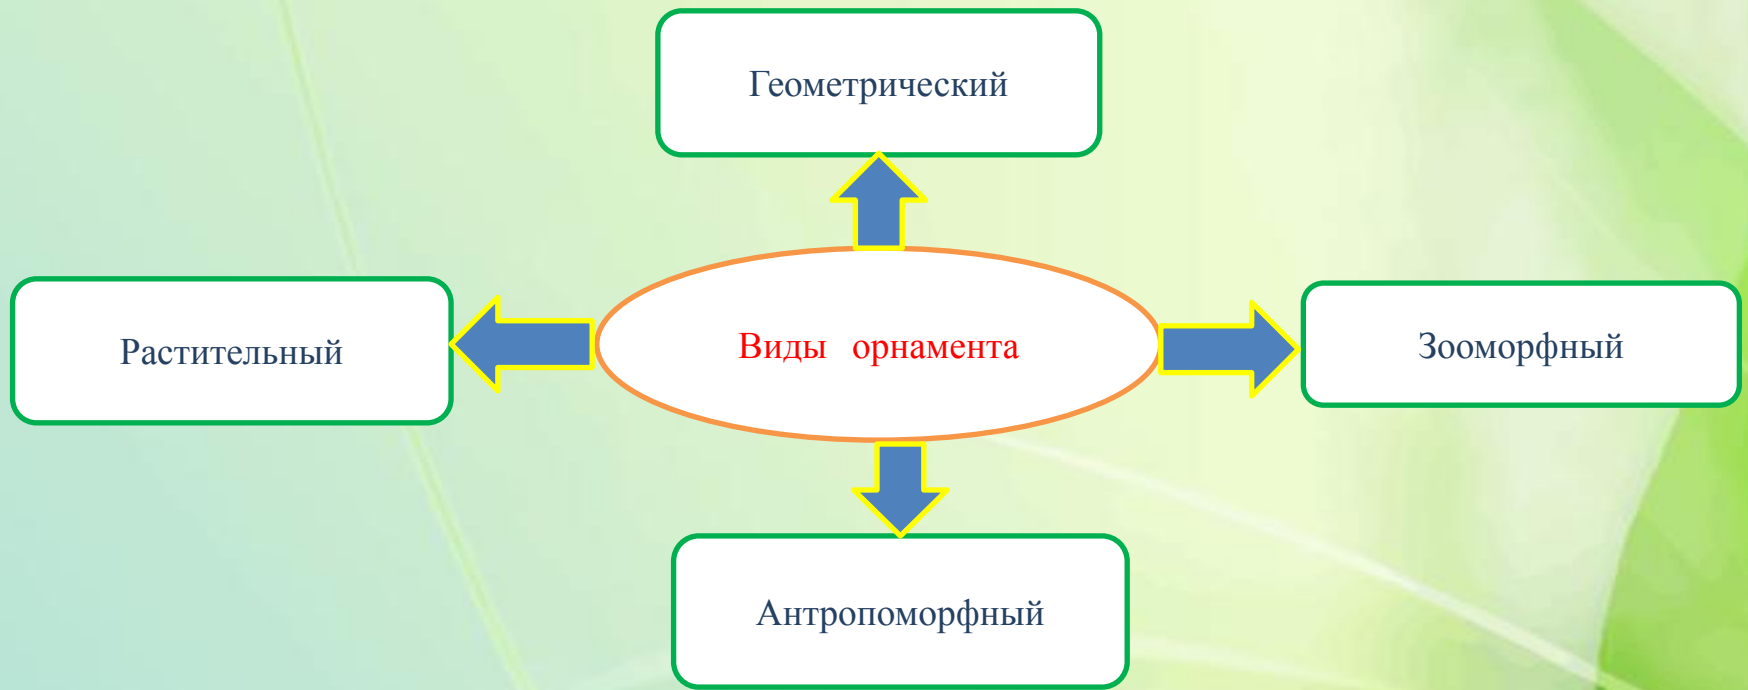 Геометрический
Растительный
Виды орнамента
Зооморфный
Антропоморфный